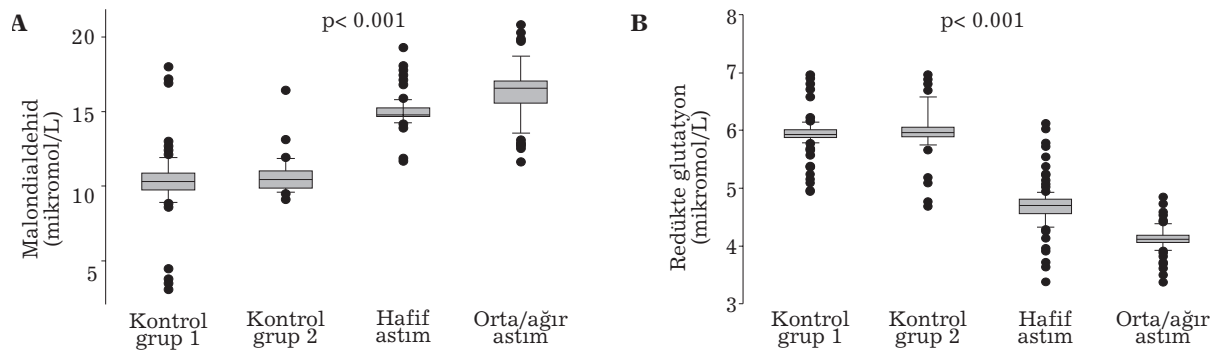 A
p< 0.001
Malondialdehid
(mikromol/L)
20
15
10
5
Kontrol
grup 1
Kontrol
grup 2
Hafif
astım
Orta/ağır
astım
B
p< 0.001
Redükte glutatyon
(mikromol/L)
8
7
6
5
4
3
Kontrol
grup 1
Kontrol
grup 2
Hafif
astım
Orta/ağır
astım